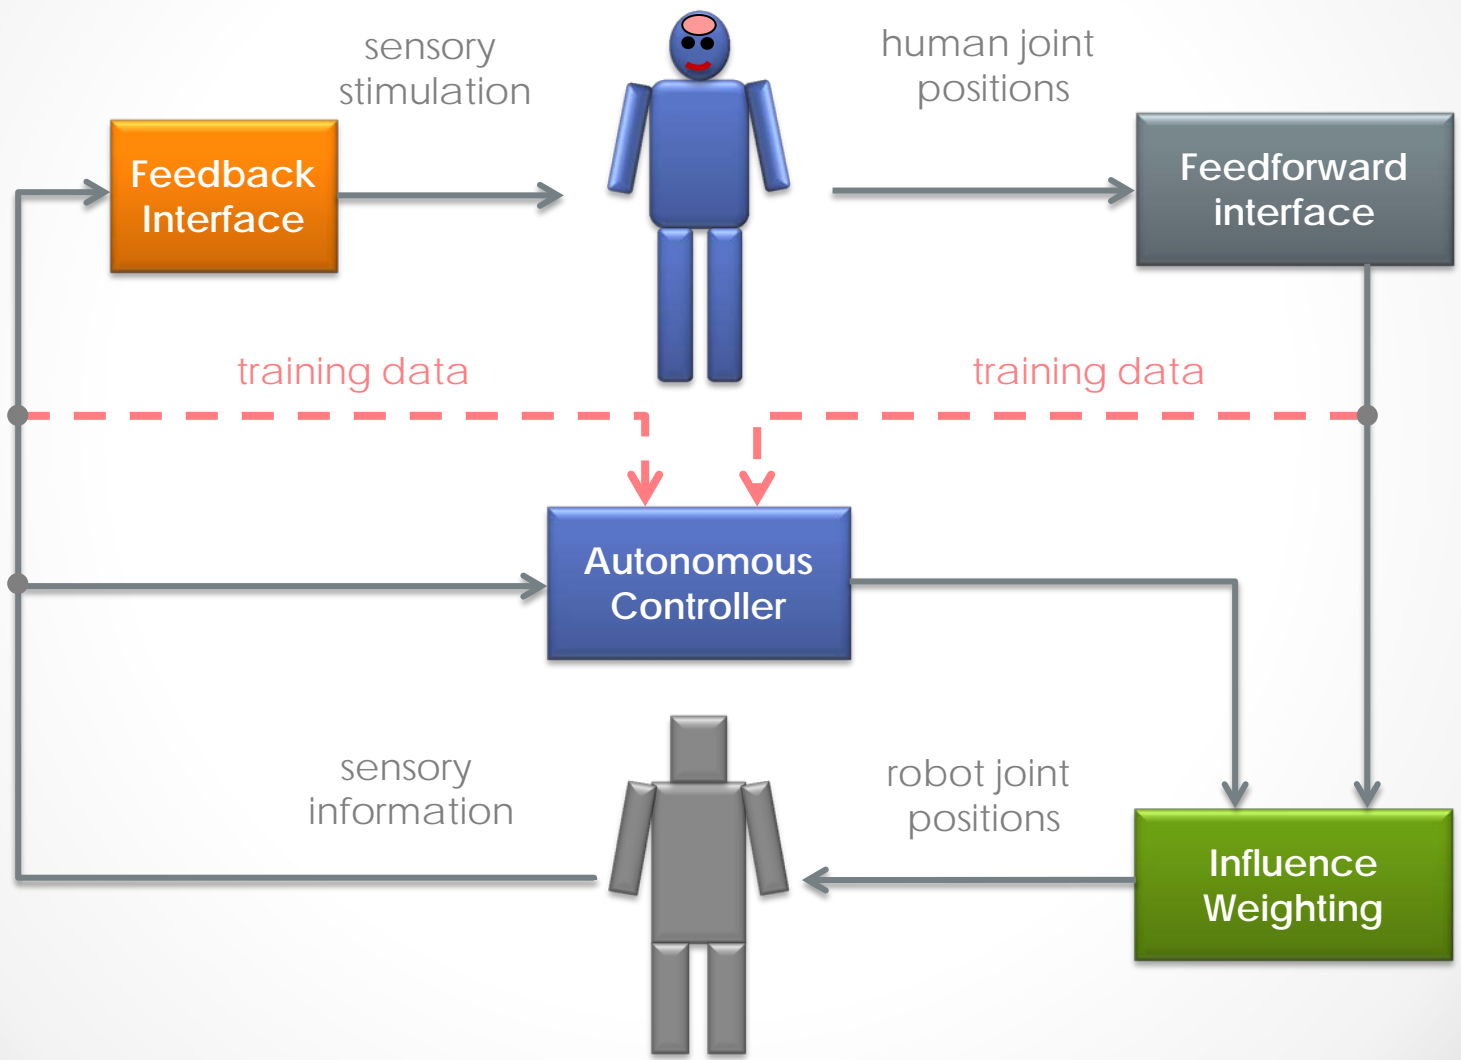 sensory
stimulation
human joint
positions
Feedback
Interface
Feedforward
interface
training data
training data
Autonomous
Controller
sensory
information
robot joint
positions
Influence
Weighting